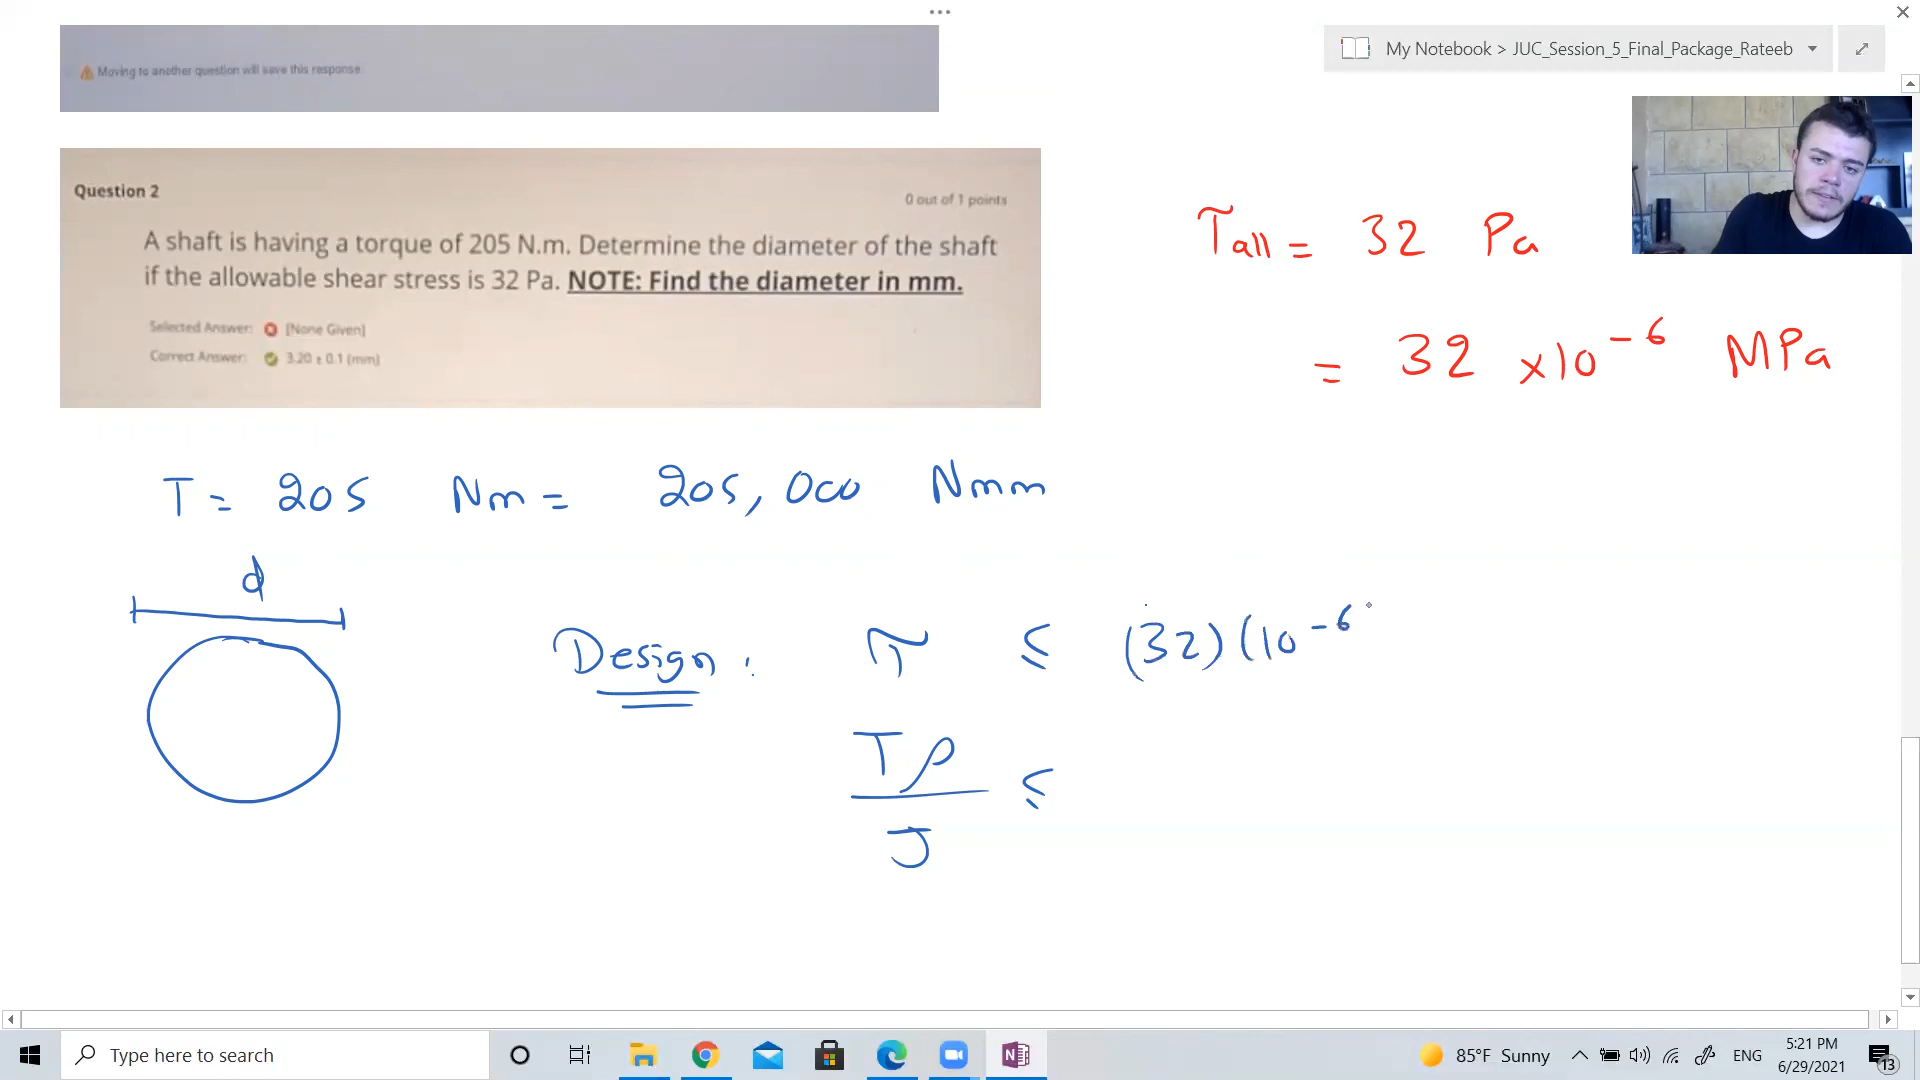 My Notebook > JUC_Session_5_Final_Package_Rateeb
Moving to another question will save this response.
Question 2
0 out of 1 points
A shaft is having a torque of 205 N.m. Determine the diameter of the shaft
if the allowable shear stress is 32 Pa. NOTE: Find the diameter in mm.
Selected Answer: [None Given]
Correct Answer: 3.20 ± 0.1 (mm)
τall = 32 Pa
= 32 ×10⁻⁶ MPa
T = 205 Nm = 205,000 Nmm
d
Design: τ ≤ (32)(10⁻⁶
Tρ
≤
J
Type here to search
85°F Sunny
ENG
5:21 PM
6/29/2021
13